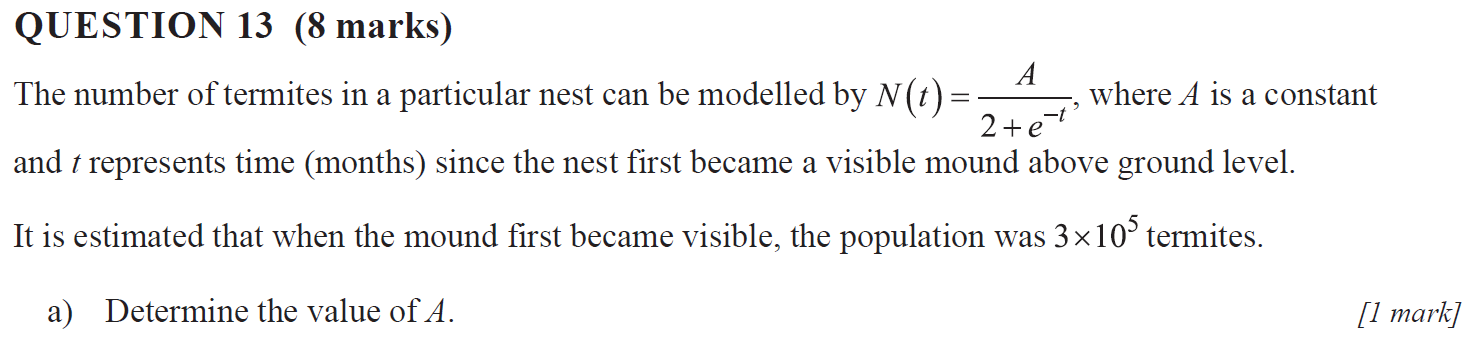 QUESTION 13 (8 marks)
The number of termites in a particular nest can be modelled by N(t) = A / (2 + e^(−t)), where A is a constant
and t represents time (months) since the nest first became a visible mound above ground level.
It is estimated that when the mound first became visible, the population was 3×10^5 termites.
a) Determine the value of A. [1 mark]